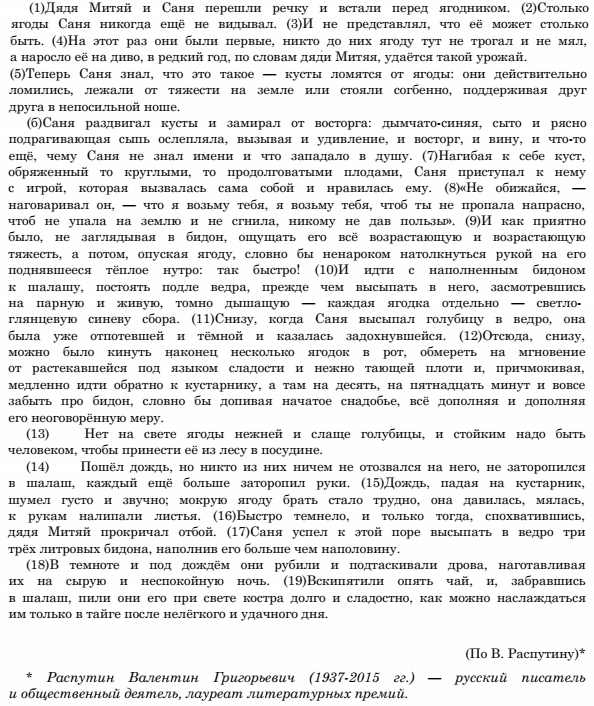 (1)Дядя Митяй и Саня перешли речку и встали перед ягодником. (2)Столько
ягоды Саня никогда ещё не видывал. (3)И не представлял, что её может столько
быть. (4)На этот раз они были первые, никто до них ягоду тут не трогал и не мял,
а наросло её на диво, в редкий год, по словам дяди Митяя, удаётся такой урожай.
(5)Теперь Саня знал, что это такое — кусты ломятся от ягоды: они действительно
ломились, лежали от тяжести на земле или стояли согбенно, поддерживая друг
друга в непосильной ноше.
(6)Саня раздвигал кусты и замирал от восторга: дымчато-синяя, сыто и рясно
подрагивающая сыпь ослепляла, вызывая и удивление, и восторг, и вину, и что-то
ещё, чему Саня не знал имени и что западало в душу. (7)Нагибая к себе куст,
обряженный то круглыми, то продолговатыми плодами, Саня приступал к нему
с игрой, которая вызвалась сама собой и нравилась ему. (8)«Не обижайся, —
наговаривал он, — что я возьму тебя, я возьму тебя, чтоб ты не пропала напрасно,
чтоб не упала на землю и не сгнила, никому не дав пользы». (9)И как приятно
было, не заглядывая в бидон, ощущать его всё возрастающую и возрастающую
тяжесть, а потом, опуская ягоду, словно бы ненароком натолкнуться рукой на его
поднявшееся тёплое нутро: так быстро! (10)И идти с наполненным бидоном
к шалашу, постоять подле ведра, прежде чем высыпать в него, засмотревшись
на парную и живую, томно дышащую — каждая ягодка отдельно — светло-
глянцевую синеву сбора. (11)Снизу, когда Саня высыпал голубицу в ведро, она
была уже отпотевшей и тёмной и казалась задохнувшейся. (12)Отсюда, снизу,
можно было кинуть наконец несколько ягодок в рот, обмереть на мгновение
от растекавшейся под языком сладости и нежно тающей плоти и, причмокивая,
медленно идти обратно к кустарнику, а там на десять, на пятнадцать минут и вовсе
забыть про бидон, словно бы допивая начатое снадобье, всё дополняя и дополняя
его неоговорённую меру.
(13) Нет на свете ягоды нежней и слаще голубицы, и стойким надо быть
человеком, чтобы принести её из лесу в посудине.
(14) Пошёл дождь, но никто из них ничем не отозвался на него, не заторопился
в шалаш, каждый ещё больше заторопил руки. (15)Дождь, падая на кустарник,
шумел густо и звучно; мокрую ягоду брать стало трудно, она давилась, мялась,
к рукам налипали листья. (16)Быстро темнело, и только тогда, спохватившись,
дядя Митяй прокричал отбой. (17)Саня успел к этой поре высыпать в ведро три
трёх литровых бидона, наполнив его больше чем наполовину.
(18)В темноте и под дождём они рубили и подтаскивали дрова, наготавливая
их на сырую и неспокойную ночь. (19)Вскипятили опять чай, и, забравшись
в шалаш, пили они его при свете костра долго и сладостно, как можно наслаждаться
им только в тайге после нелёгкого и удачного дня.
(По В. Распутину)*
* Распутин Валентин Григорьевич (1937-2015 гг.) — русский писатель
и общественный деятель, лауреат литературных премий.